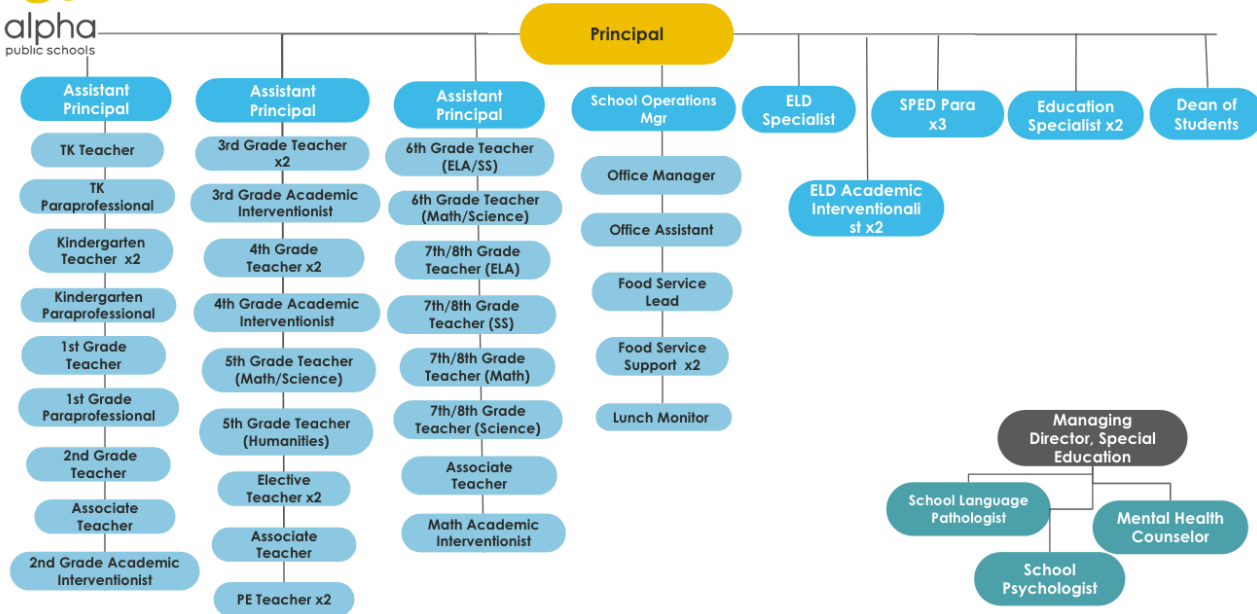 alpha
public schools
Principal
Assistant
Principal
TK Teacher
TK
Paraprofessional
Kindergarten
Teacher x2
Kindergarten
Paraprofessional
1st Grade
Teacher
1st Grade
Paraprofessional
2nd Grade
Teacher
Associate
Teacher
2nd Grade Academic
Interventionist
Assistant
Principal
3rd Grade Teacher
x2
3rd Grade Academic
Interventionist
4th Grade
Teacher x2
4th Grade Academic
Interventionist
5th Grade Teacher
(Math/Science)
5th Grade Teacher
(Humanities)
Elective
Teacher x2
Associate
Teacher
PE Teacher x2
Assistant
Principal
6th Grade Teacher
(ELA/SS)
6th Grade Teacher
(Math/Science)
7th/8th Grade
Teacher (ELA)
7th/8th Grade
Teacher (SS)
7th/8th Grade
Teacher (Math)
7th/8th Grade
Teacher (Science)
Associate
Teacher
Math Academic
Interventionist
School Operations
Mgr
Office Manager
Office Assistant
Food Service
Lead
Food Service
Support x2
Lunch Monitor
ELD
Specialist
ELD Academic
Interventionali
st x2
SPED Para
x3
Education
Specialist x2
Dean of
Students
Managing
Director, Special
Education
School Language
Pathologist
School
Psychologist
Mental Health
Counselor